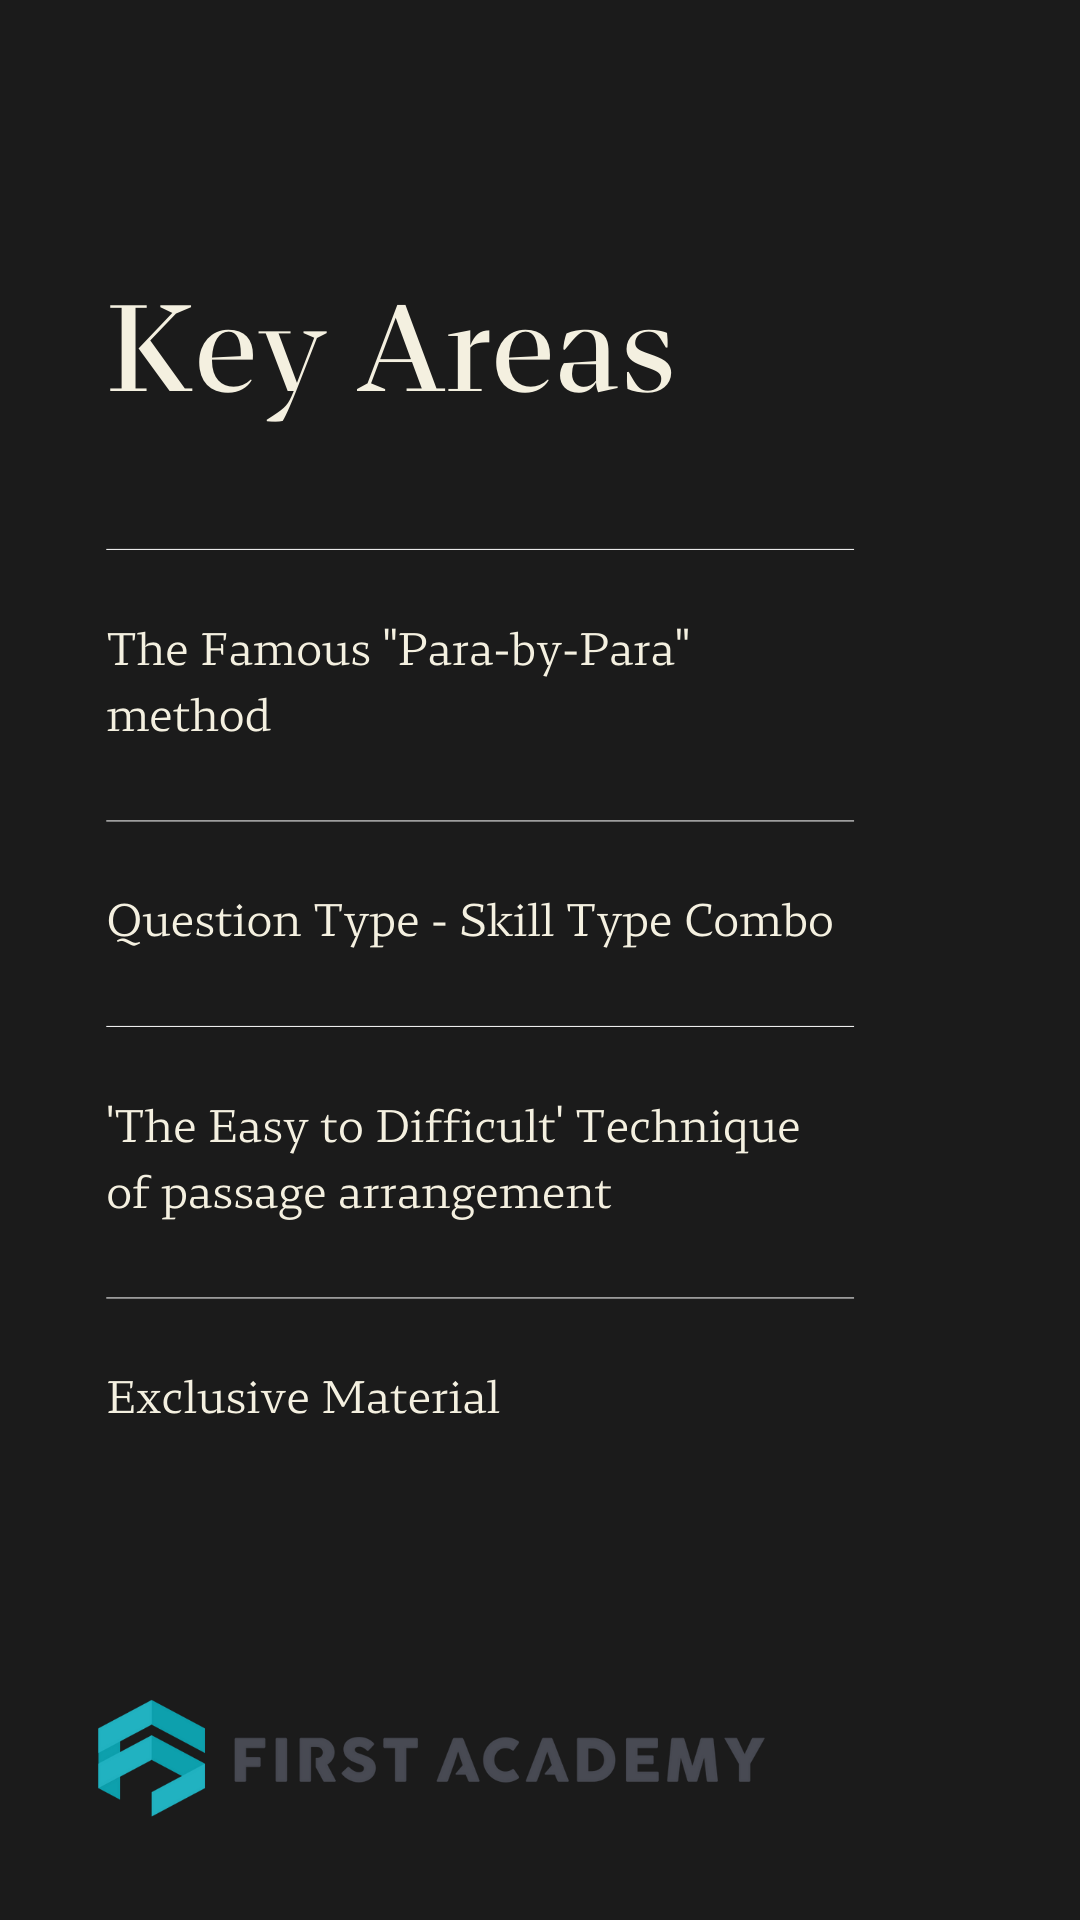 Key Areas
The Famous "Para-by-Para"
method
Question Type - Skill Type Combo
'The Easy to Difficult' Technique
of passage arrangement
Exclusive Material
FIRST ACADEMY